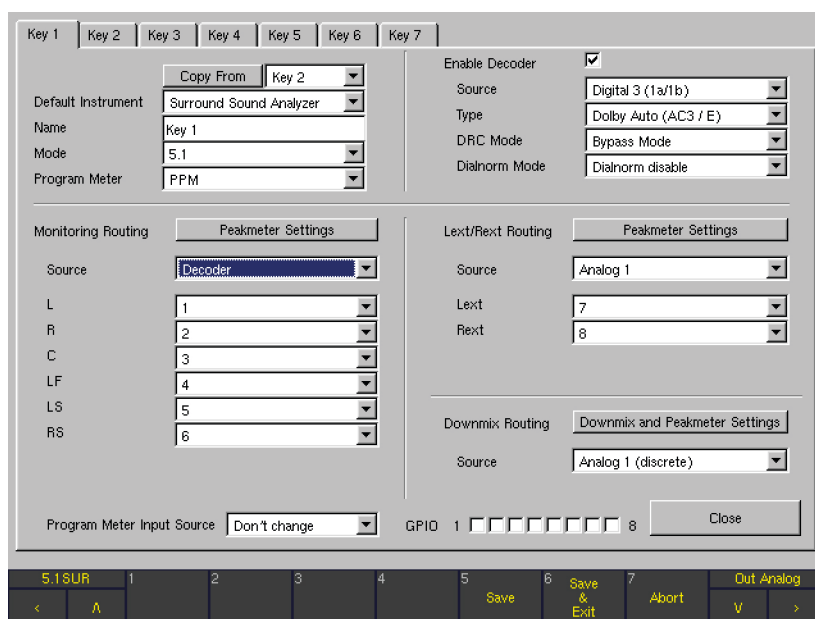 Key 1 Key 2 Key 3 Key 4 Key 5 Key 6 Key 7
Copy From Key 2
Default Instrument Surround Sound Analyzer
Name Key 1
Mode 5.1
Program Meter PPM
Enable Decoder
Source Digital 3 (1a/1b)
Type Dolby Auto (AC3 / E)
DRC Mode Bypass Mode
Dialnorm Mode Dialnorm disable
Monitoring Routing Peakmeter Settings
Source Decoder
L 1
R 2
C 3
LF 4
LS 5
RS 6
Lext/Rext Routing Peakmeter Settings
Source Analog 1
Lext 7
Rext 8
Downmix Routing Downmix and Peakmeter Settings
Source Analog 1 (discrete)
Program Meter Input Source Don't change
GPIO 1 8
Close
5.1SUR 1 2 3 4 5 Save 6 Save & Exit 7 Abort Out Analog
< Λ V >